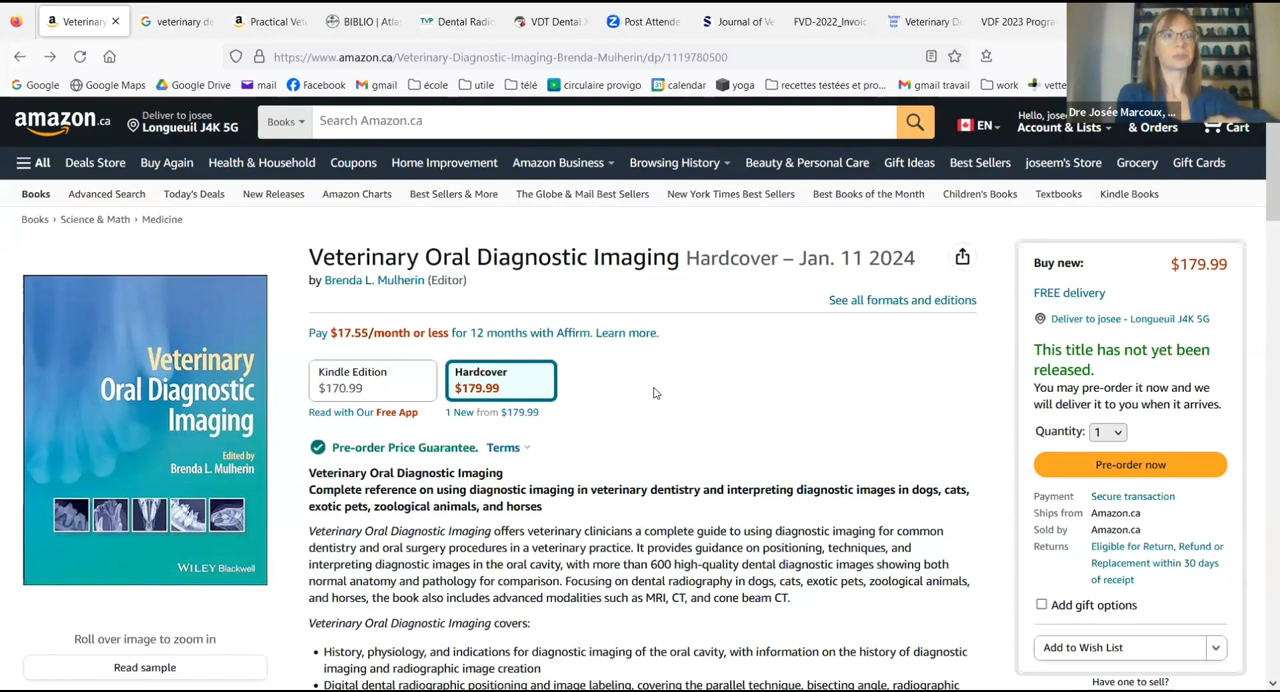 Veterinary
veterinary de
Practical Vete
BIBLIO | Atlas
TVP Dental Radio
VDT Dental
Post Attende
S Journal of Ve
FVD-2022_Invoic
Veterinary De
VDF 2023 Progra
https://www.amazon.ca/Veterinary-Diagnostic-Imaging-Brenda-Mulherin/dp/1119780500
Google Google Maps Google Drive mail Facebook gmail école utile télé circulaire provigo calendar yoga recettes testées et pro... gmail travail work vette
Dre Josée Marcoux, ...
amazon.ca
Deliver to josee
Longueuil J4K 5G
Books
Search Amazon.ca
EN
Hello, josee
Account & Lists
& Orders
Cart
All Deals Store Buy Again Health & Household Coupons Home Improvement Amazon Business Browsing History Beauty & Personal Care Gift Ideas Best Sellers joseem's Store Grocery Gift Cards
Books Advanced Search Today's Deals New Releases Amazon Charts Best Sellers & More The Globe & Mail Best Sellers New York Times Best Sellers Best Books of the Month Children's Books Textbooks Kindle Books
Books › Science & Math › Medicine
Veterinary
Oral Diagnostic
Imaging
Edited by
Brenda L. Mulherin
WILEY Blackwell
Roll over image to zoom in
Read sample
Veterinary Oral Diagnostic Imaging Hardcover – Jan. 11 2024
by Brenda L. Mulherin (Editor)
See all formats and editions
Pay $17.55/month or less for 12 months with Affirm. Learn more.
Kindle Edition
$170.99
Read with Our Free App
Hardcover
$179.99
1 New from $179.99
Pre-order Price Guarantee. Terms
Veterinary Oral Diagnostic Imaging
Complete reference on using diagnostic imaging in veterinary dentistry and interpreting diagnostic images in dogs, cats,
exotic pets, zoological animals, and horses
Veterinary Oral Diagnostic Imaging offers veterinary clinicians a complete guide to using diagnostic imaging for common
dentistry and oral surgery procedures in a veterinary practice. It provides guidance on positioning, techniques, and
interpreting diagnostic images in the oral cavity, with more than 600 high-quality dental diagnostic images showing both
normal anatomy and pathology for comparison. Focusing on dental radiography in dogs, cats, exotic pets, zoological animals,
and horses, the book also includes advanced modalities such as MRI, CT, and cone beam CT.
Veterinary Oral Diagnostic Imaging covers:
• History, physiology, and indications for diagnostic imaging of the oral cavity, with information on the history of diagnostic
imaging and radiographic image creation
• Digital dental radiographic positioning and image labeling, covering the parallel technique, bisecting angle, radiographic
Buy new: $179.99
FREE delivery
Deliver to josee - Longueuil J4K 5G
This title has not yet been
released.
You may pre-order it now and we
will deliver it to you when it arrives.
Quantity: 1
Pre-order now
Payment Secure transaction
Ships from Amazon.ca
Sold by Amazon.ca
Returns Eligible for Return, Refund or
Replacement within 30 days
of receipt
Add gift options
Add to Wish List
Have one to sell?